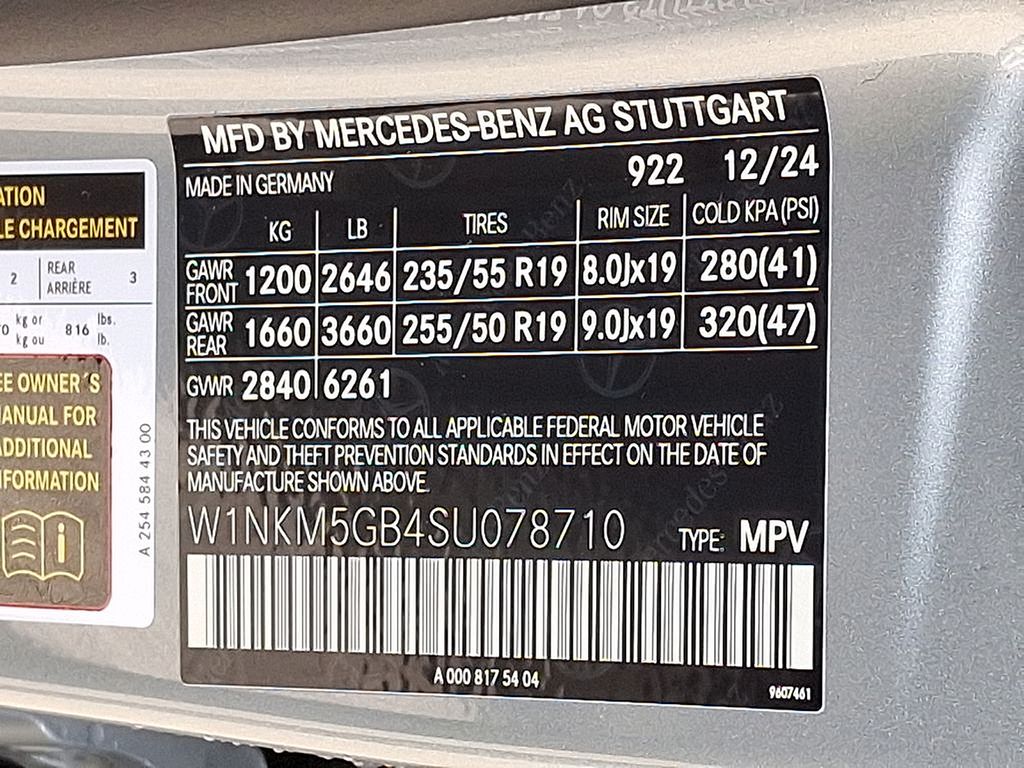 ATION
LE CHARGEMENT
2 REAR ARRIÈRE 3
kg or 816 lbs.
kg ou lb.
EE OWNER'S
ANUAL FOR
ADDITIONAL
NFORMATION
A 254 584 43 00
MFD BY MERCEDES-BENZ AG STUTTGART
MADE IN GERMANY 922 12/24
KG LB TIRES RIM SIZE COLD KPA (PSI)
GAWR FRONT 1200 2646 235/55 R19 8.0Jx19 280(41)
GAWR REAR 1660 3660 255/50 R19 9.0Jx19 320(47)
GVWR 2840 6261
THIS VEHICLE CONFORMS TO ALL APPLICABLE FEDERAL MOTOR VEHICLE
SAFETY AND THEFT PREVENTION STANDARDS IN EFFECT ON THE DATE OF
MANUFACTURE SHOWN ABOVE.
W1NKM5GB4SU078710 TYPE: MPV
A 000 817 54 04
9607461